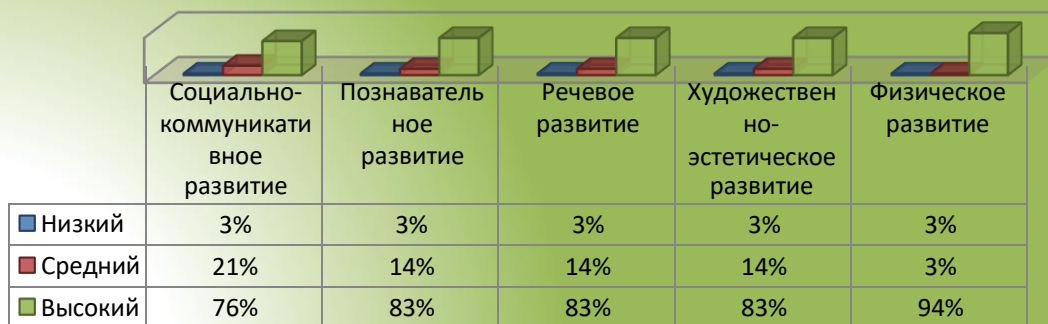 Социально-
коммуникати
вное
развитие
Познаватель
ное
развитие
Речевое
развитие
Художествен
но-
эстетическое
развитие
Физическое
развитие
Низкий 3% 3% 3% 3% 3%
Средний 21% 14% 14% 14% 3%
Высокий 76% 83% 83% 83% 94%